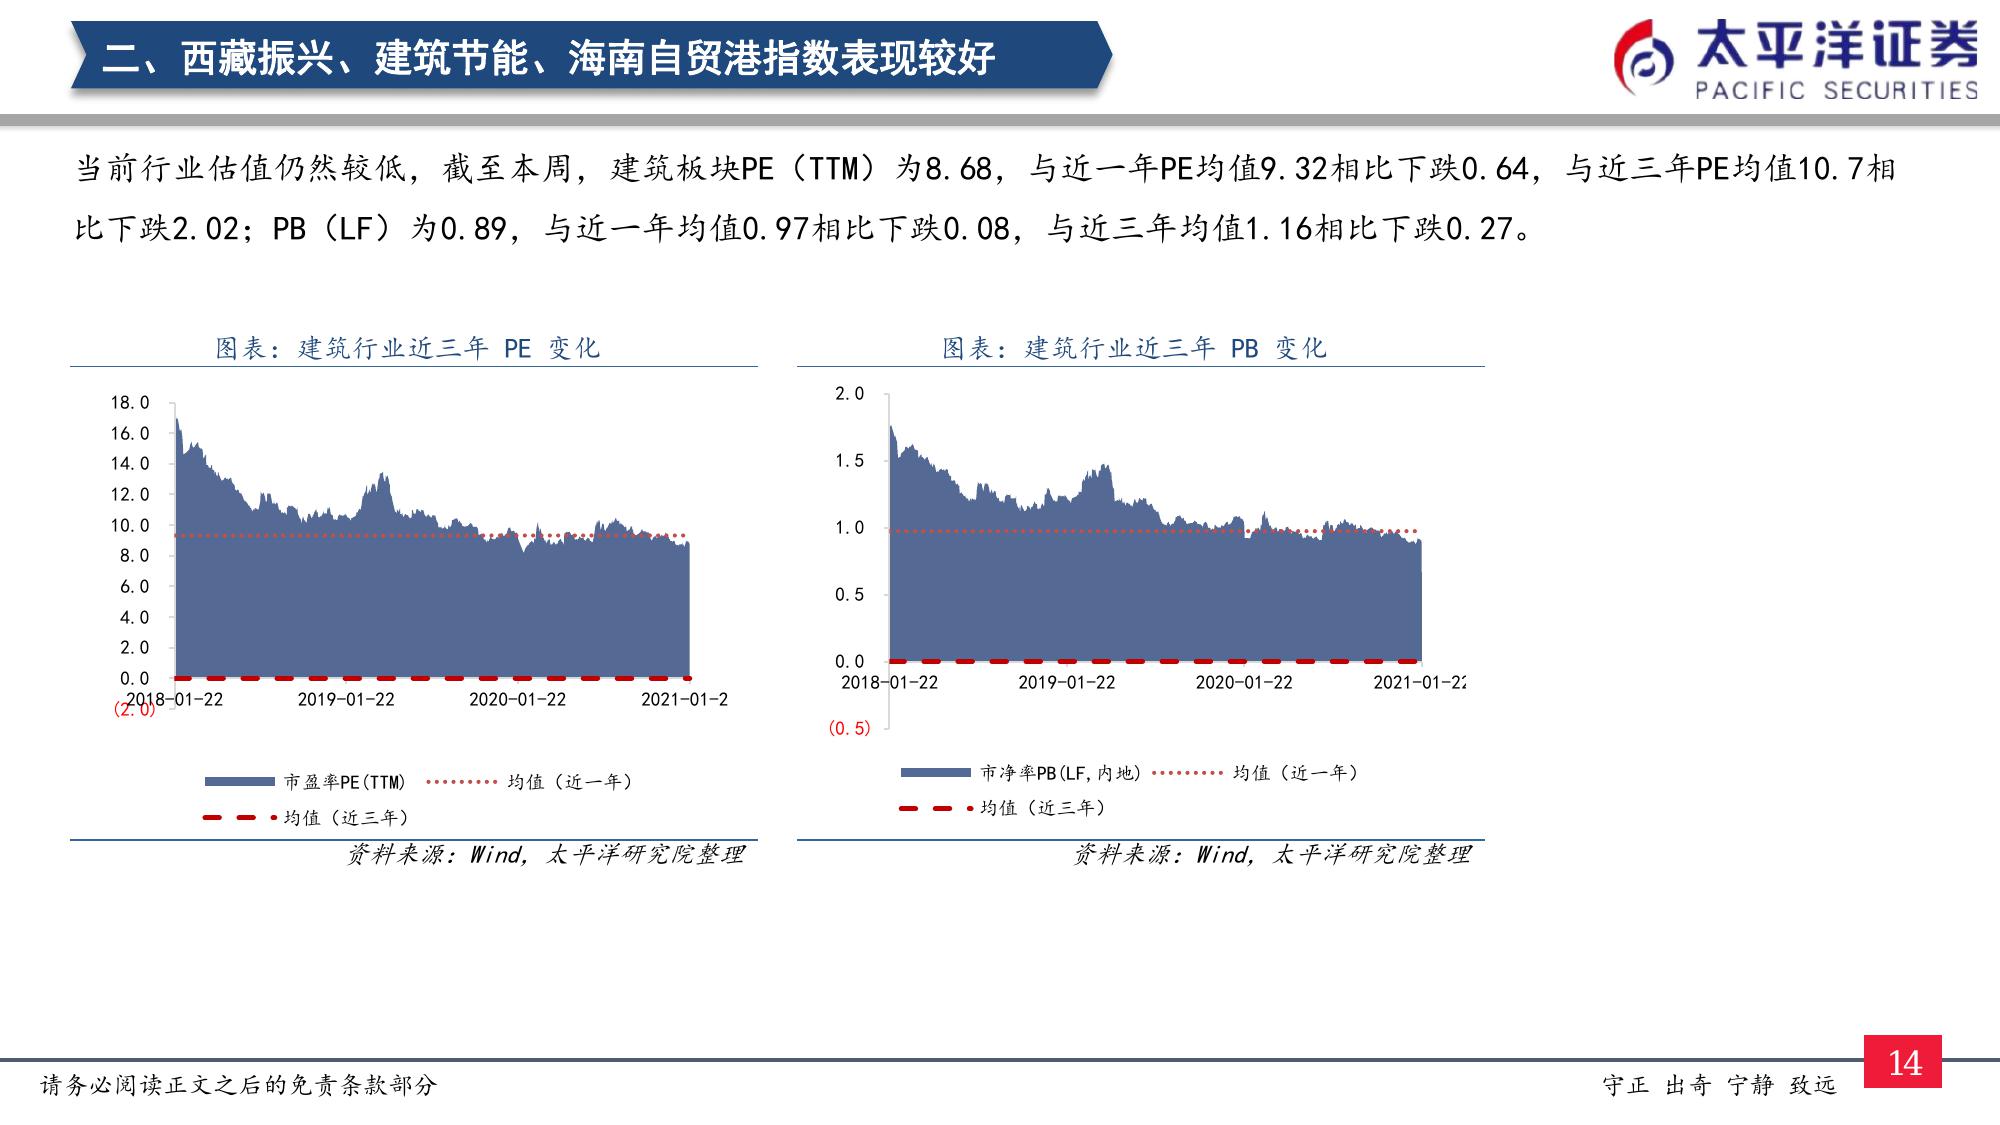 二、西藏振兴、建筑节能、海南自贸港指数表现较好
太平洋证券
PACIFIC SECURITIES
当前行业估值仍然较低，截至本周，建筑板块PE（TTM）为8.68，与近一年PE均值9.32相比下跌0.64，与近三年PE均值10.7相
比下跌2.02；PB（LF）为0.89，与近一年均值0.97相比下跌0.08，与近三年均值1.16相比下跌0.27。
图表：建筑行业近三年 PE 变化
18.0
16.0
14.0
12.0
10.0
8.0
6.0
4.0
2.0
0.0
(2.0)
2018-01-22
2019-01-22
2020-01-22
2021-01-2
市盈率PE(TTM)
均值（近一年）
均值（近三年）
资料来源：Wind，太平洋研究院整理
图表：建筑行业近三年 PB 变化
2.0
1.5
1.0
0.5
0.0
(0.5)
2018-01-22
2019-01-22
2020-01-22
2021-01-22
市净率PB(LF,内地)
均值（近一年）
均值（近三年）
资料来源：Wind，太平洋研究院整理
请务必阅读正文之后的免责条款部分
守正 出奇 宁静 致远
14